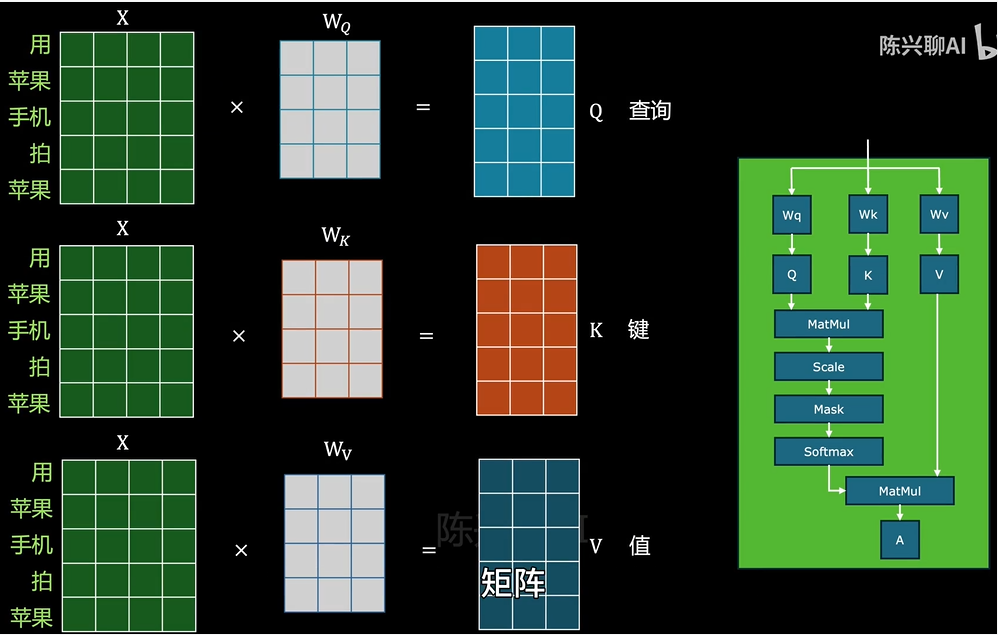 X W_Q
陈兴聊AI
用
苹果
手机
拍
苹果
×
=
Q 查询
X W_K
用
苹果
手机
拍
苹果
×
=
K 键
X W_V
用
苹果
手机
拍
苹果
×
=
V 值
矩阵
Wq Wk Wv
Q K V
MatMul
Scale
Mask
Softmax
MatMul
A